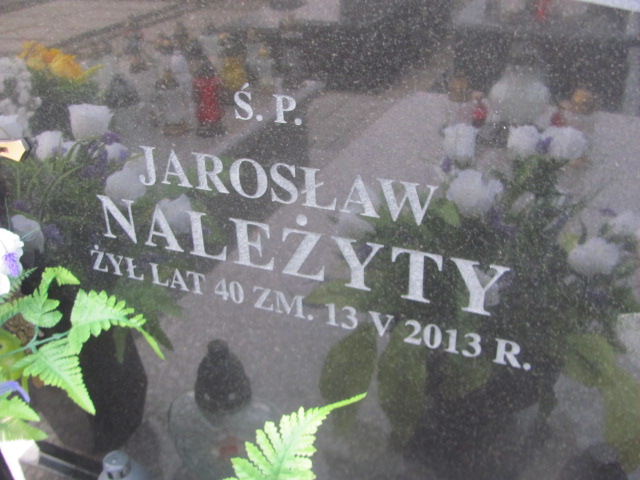 Ś. P.
JAROSŁAW
NALEŻYTY
ŻYŁ LAT 40 ZM. 13 V 2013 R.